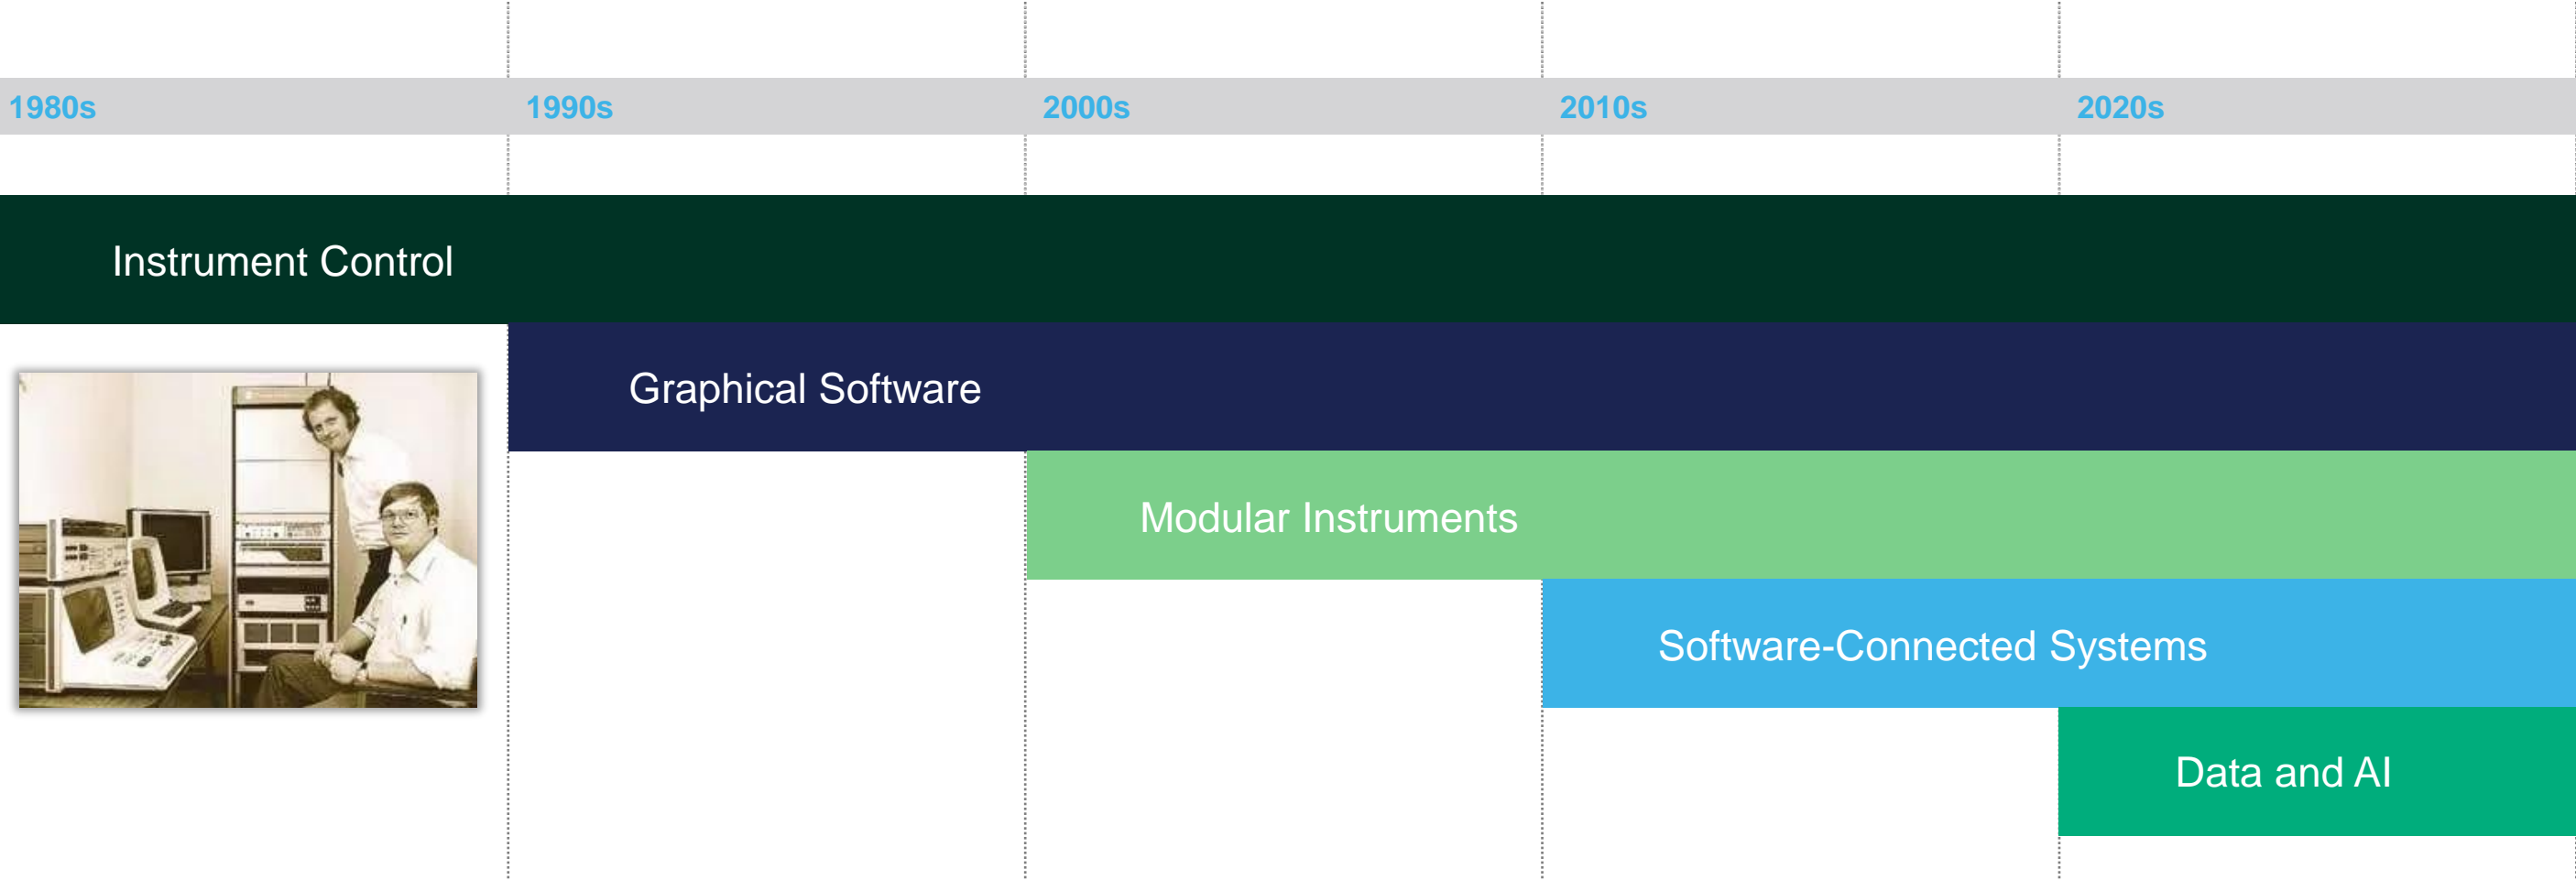 1980s 1990s 2000s 2010s 2020s
Instrument Control
Graphical Software
Modular Instruments
Software-Connected Systems
Data and AI